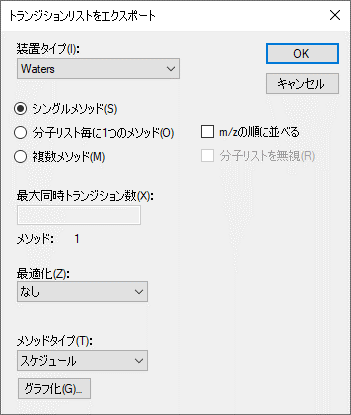 トランジションリストをエクスポート
装置タイプ(I):
OK
Waters
キャンセル
シングルメソッド(S)
分子リスト毎に1つのメソッド(O)
m/zの順に並べる
複数メソッド(M)
分子リストを無視(R)
最大同時トランジション数(X):
メソッド: 1
最適化(Z):
なし
メソッドタイプ(T):
スケジュール
グラフ化(G)...